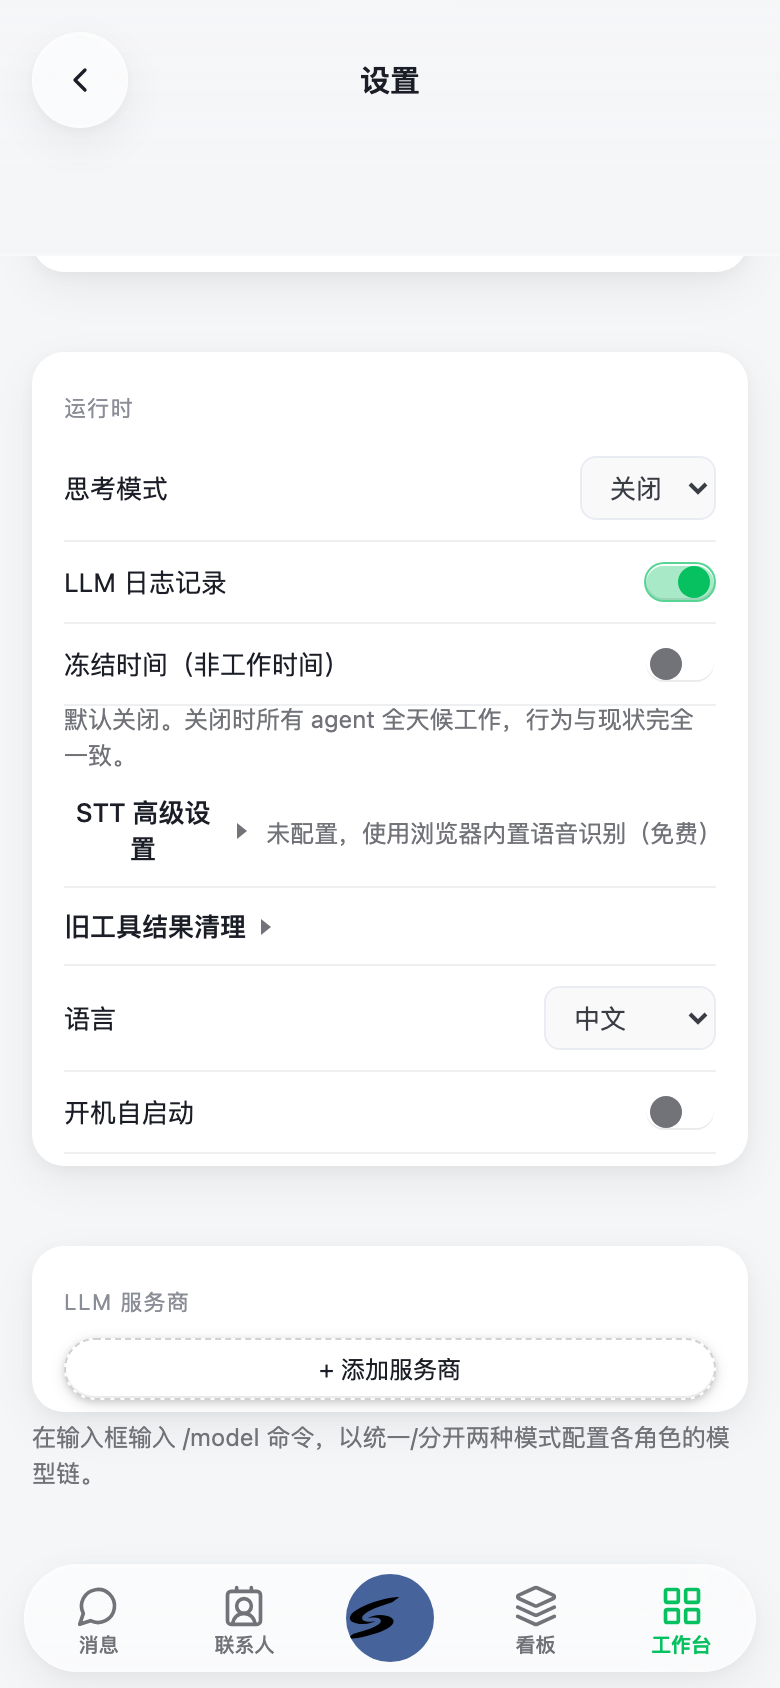 设置
运行时
思考模式
关闭
LLM 日志记录
冻结时间（非工作时间）
默认关闭。关闭时所有 agent 全天候工作，行为与现状完全
一致。
STT 高级设
置
未配置，使用浏览器内置语音识别（免费）
旧工具结果清理
语言
中文
开机自启动
LLM 服务商
+ 添加服务商
在输入框输入 /model 命令，以统一/分开两种模式配置各角色的模
型链。
消息
联系人
看板
工作台